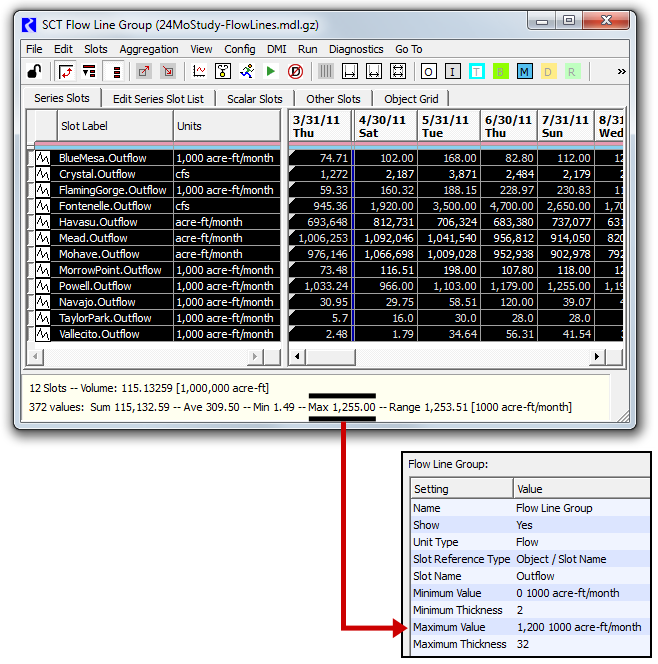 SCT Flow Line Group (24MoStudy-FlowLines.mdl.gz)
File Edit Slots Aggregation View Config DMI Run Diagnostics Go To
O I T B M D R »
Series Slots Edit Series Slot List Scalar Slots Other Slots Object Grid
3/31/11 4/30/11 5/31/11 6/30/11 7/31/11 8/31
Slot Label Units
Thu Sat Tue Thu Sun Wed
BlueMesa.Outflow 1,000 acre-ft/month 74.71 102.00 168.00 82.80 112.00 12
Crystal.Outflow cfs 1,272 2,187 3,871 2,484 2,179 2
FlamingGorge.Outflow 1,000 acre-ft/month 59.33 160.32 188.15 228.97 230.83 11
Fontenelle.Outflow cfs 945.36 1,920.00 3,500.00 4,700.00 2,650.00 1,70
Havasu.Outflow acre-ft/month 693,648 812,731 706,324 683,380 737,077 631
Mead.Outflow acre-ft/month 1,006,253 1,092,046 1,041,540 956,812 914,050 820
Mohave.Outflow acre-ft/month 976,146 1,066,698 1,009,028 952,938 902,978 792
MorrowPoint.Outflow 1,000 acre-ft/month 73.48 116.51 198.00 107.80 118.00 12
Powell.Outflow 1,000 acre-ft/month 1,033.24 966.00 1,103.00 1,179.00 1,255.00 1,19
Navajo.Outflow 1,000 acre-ft/month 30.95 29.75 58.51 120.00 39.07
TaylorPark.Outflow 1,000 acre-ft/month 5.7 16.0 30.0 28.0 28.0
Vallecito.Outflow 1,000 acre-ft/month 2.48 1.79 34.64 56.31 41.54
12 Slots -- Volume: 115.13259 [1,000,000 acre-ft]
372 values: Sum 115,132.59 -- Ave 309.50 -- Min 1.49 -- Max 1,255.00 -- Range 1,253.51 [1000 acre-ft/month]
Flow Line Group:
Setting Value
Name Flow Line Group
Show Yes
Unit Type Flow
Slot Reference Type Object / Slot Name
Slot Name Outflow
Minimum Value 0 1000 acre-ft/month
Minimum Thickness 2
Maximum Value 1,200 1000 acre-ft/month
Maximum Thickness 32